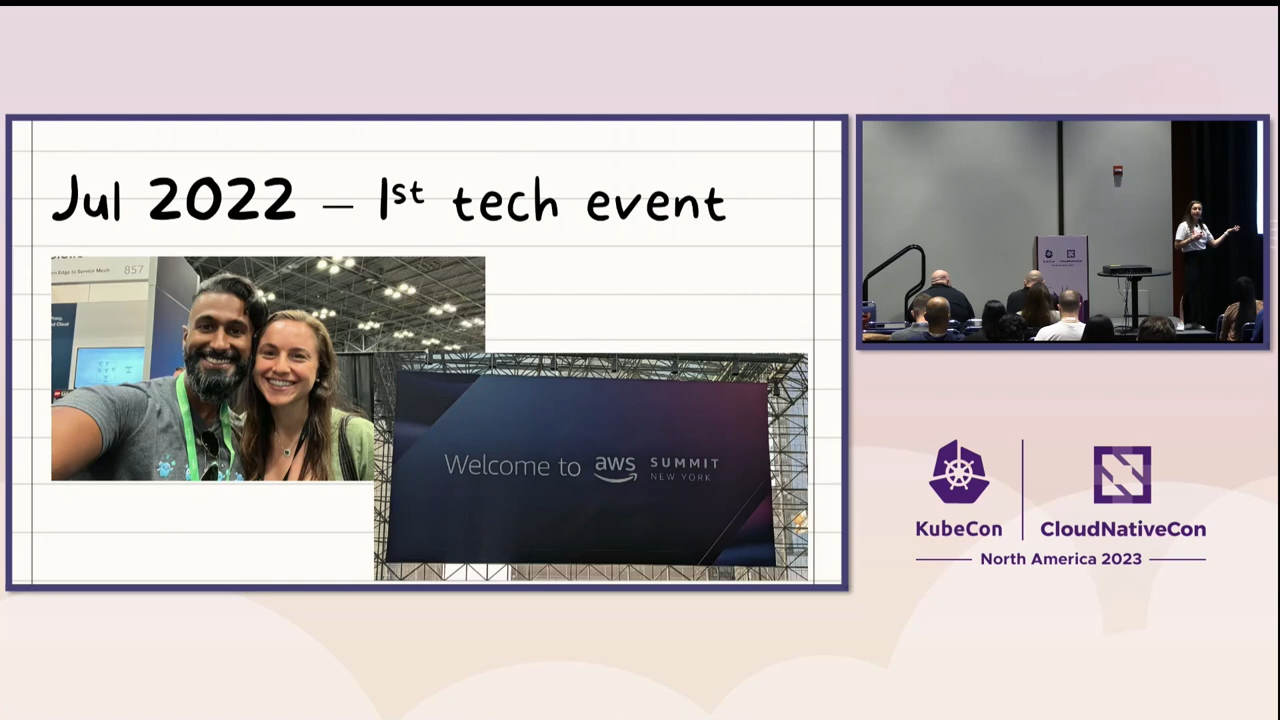 Jul 2022 – 1st tech event
857
Welcome to aws SUMMIT
NEW YORK
KubeCon
CloudNativeCon
North America 2023